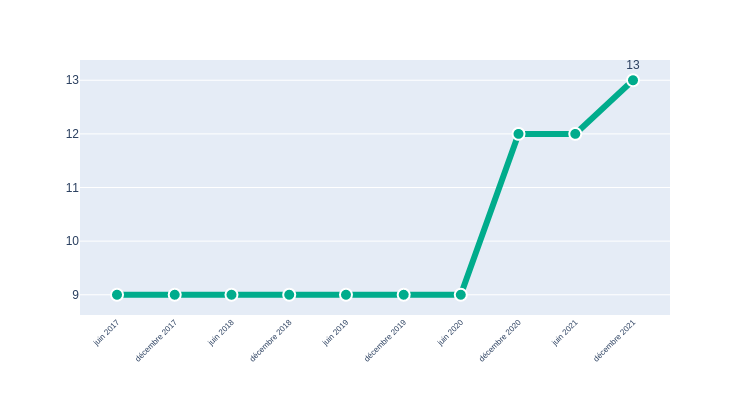 13
13
12
11
10
9
juin 2017
décembre 2017
juin 2018
décembre 2018
juin 2019
décembre 2019
juin 2020
décembre 2020
juin 2021
décembre 2021